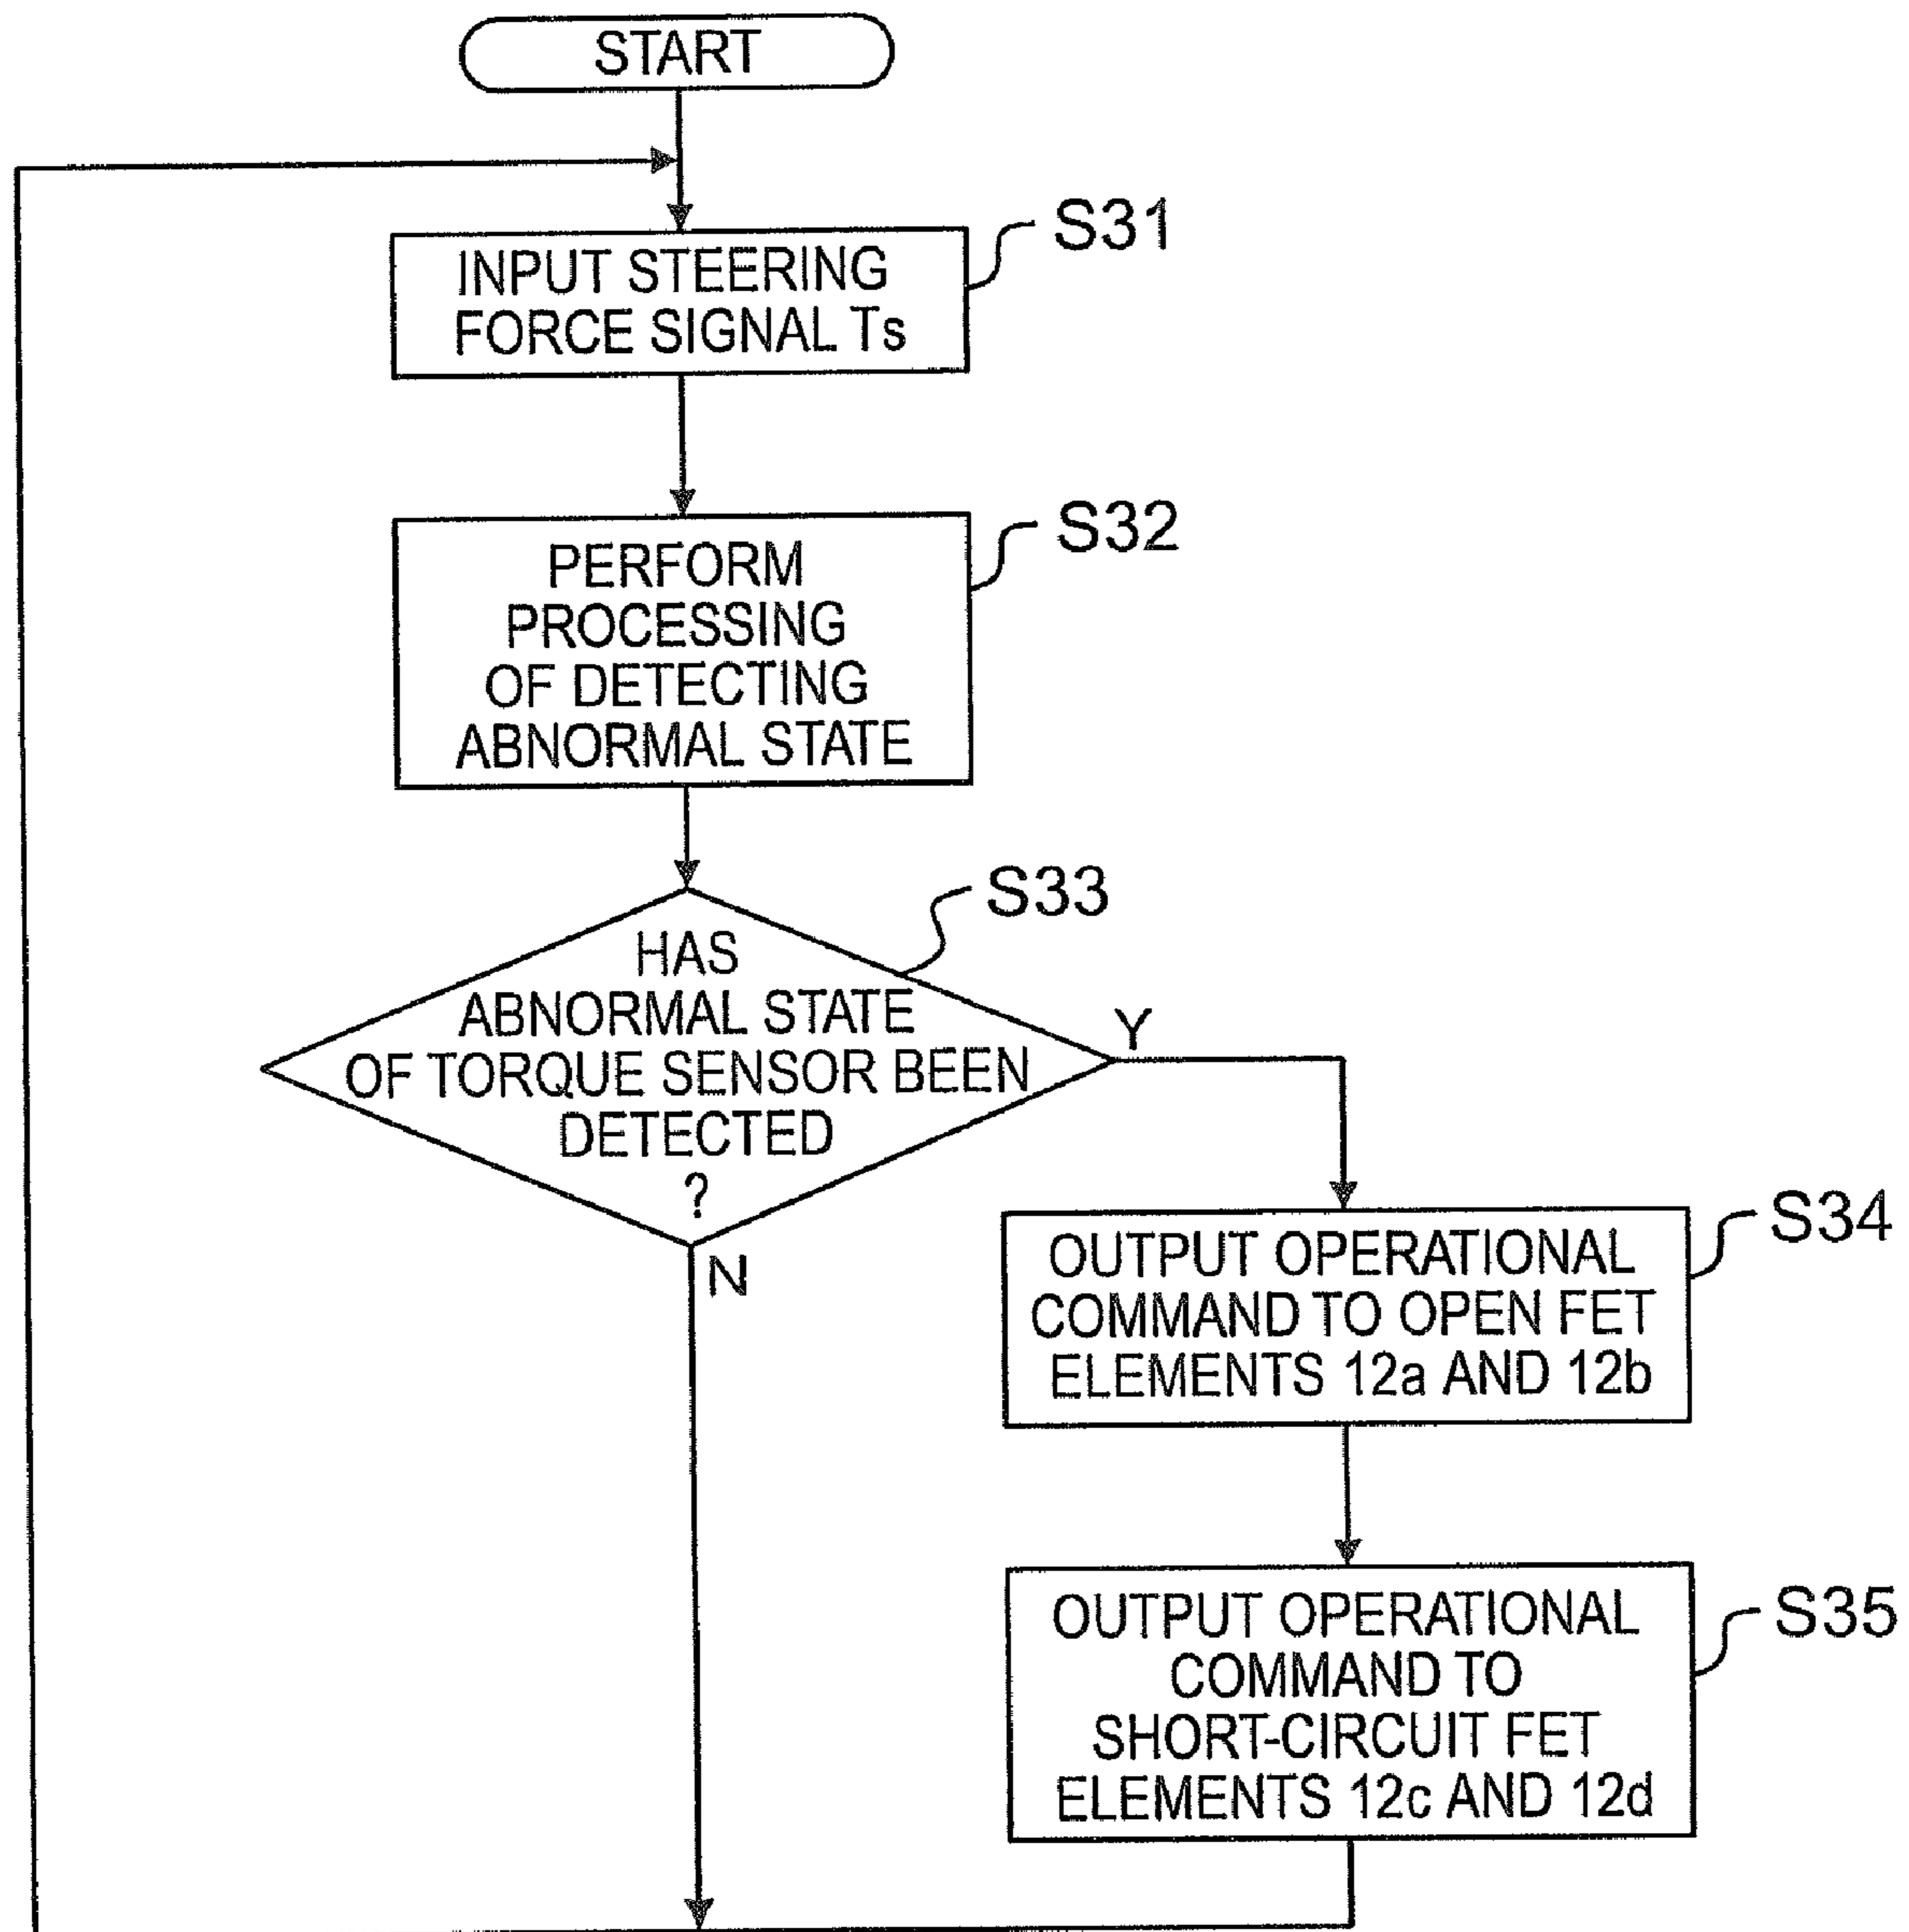 START
S31
INPUT STEERING
FORCE SIGNAL Ts
S32
PERFORM
PROCESSING
OF DETECTING
ABNORMAL STATE
S33
HAS
ABNORMAL STATE
OF TORQUE SENSOR BEEN
DETECTED
?
Y
N
S34
OUTPUT OPERATIONAL
COMMAND TO OPEN FET
ELEMENTS 12a AND 12b
S35
OUTPUT OPERATIONAL
COMMAND TO
SHORT-CIRCUIT FET
ELEMENTS 12c AND 12d